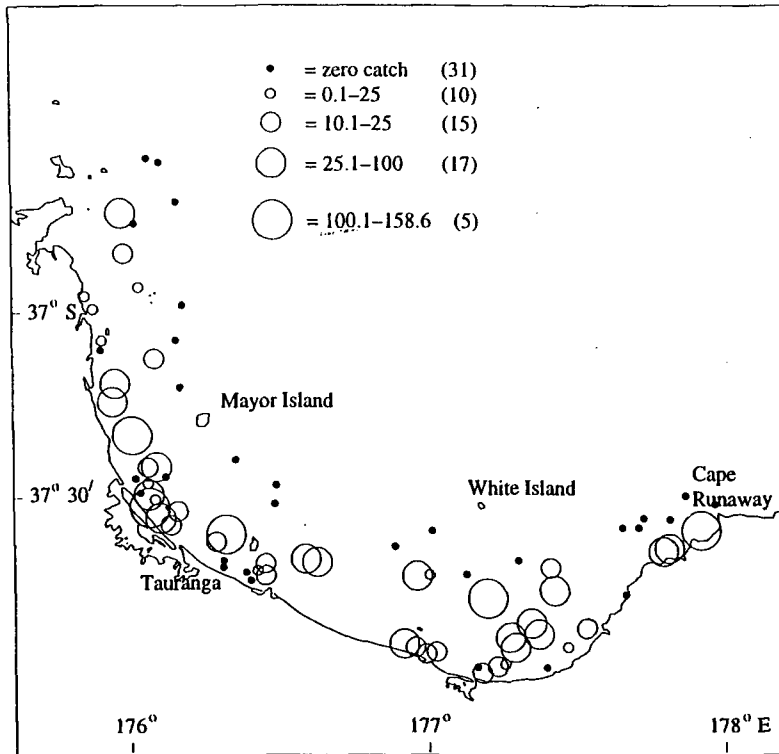 = zero catch (31)
= 0.1–25 (10)
= 10.1–25 (15)
= 25.1–100 (17)
= 100.1–158.6 (5)
37° S
Mayor Island
37° 30'
White Island
Cape
Runaway
Tauranga
176° 177° 178° E